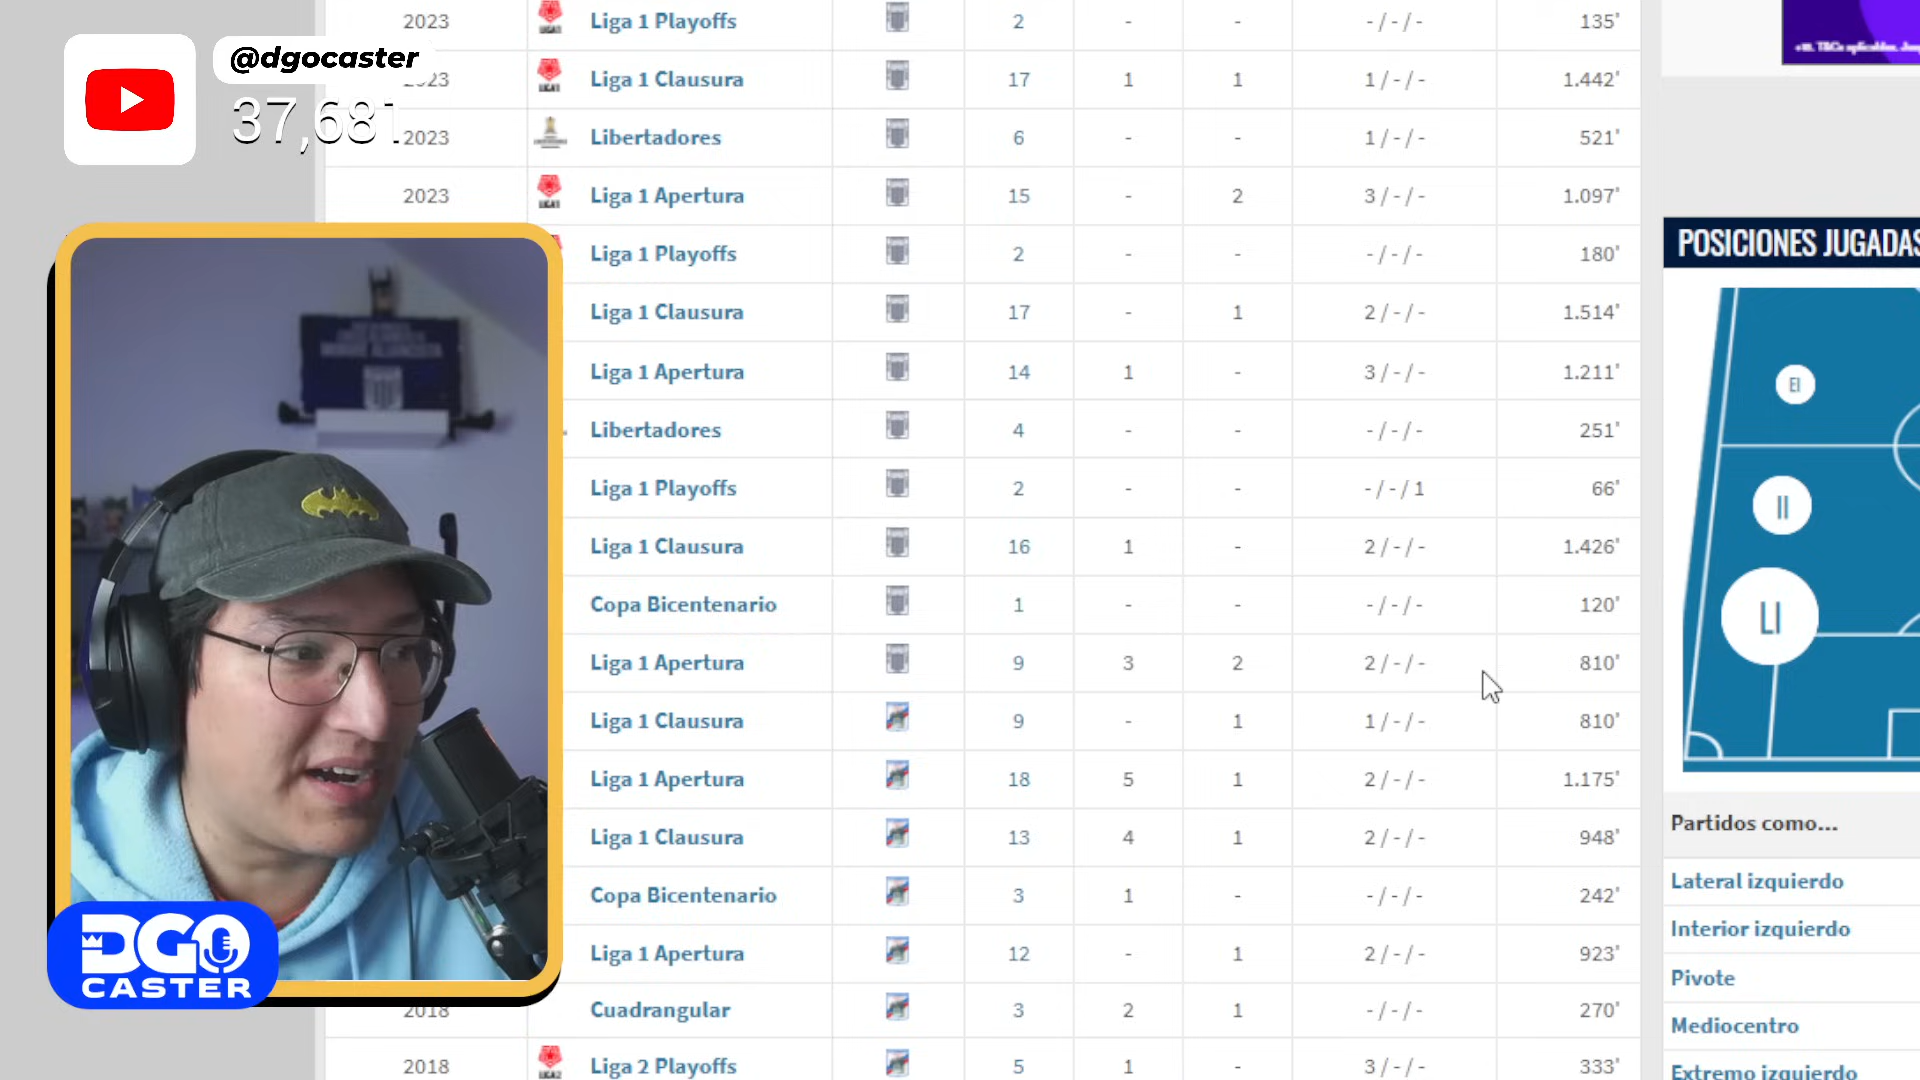 @dgocaster
37,681
2023 Liga 1 Playoffs 2 - - - / - / - 135'
2023 Liga 1 Clausura 17 1 1 1 / - / - 1.442'
2023 Libertadores 6 - - 1 / - / - 521'
2023 Liga 1 Apertura 15 - 2 3 / - / - 1.097'
Liga 1 Playoffs 2 - - - / - / - 180'
Liga 1 Clausura 17 - 1 2 / - / - 1.514'
Liga 1 Apertura 14 1 - 3 / - / - 1.211'
Libertadores 4 - - - / - / - 251'
Liga 1 Playoffs 2 - - - / - / 1 66'
Liga 1 Clausura 16 1 - 2 / - / - 1.426'
Copa Bicentenario 1 - - - / - / - 120'
Liga 1 Apertura 9 3 2 2 / - / - 810'
Liga 1 Clausura 9 - 1 1 / - / - 810'
Liga 1 Apertura 18 5 1 2 / - / - 1.175'
Liga 1 Clausura 13 4 1 2 / - / - 948'
Copa Bicentenario 3 1 - - / - / - 242'
Liga 1 Apertura 12 - 1 2 / - / - 923'
2018 Cuadrangular 3 2 1 - / - / - 270'
2018 Liga 2 Playoffs 5 1 - 3 / - / - 333'
DGO
CASTER
POSICIONES JUGADAS
EI
II
LI
Partidos como...
Lateral izquierdo
Interior izquierdo
Pivote
Mediocentro
Extremo izquierdo